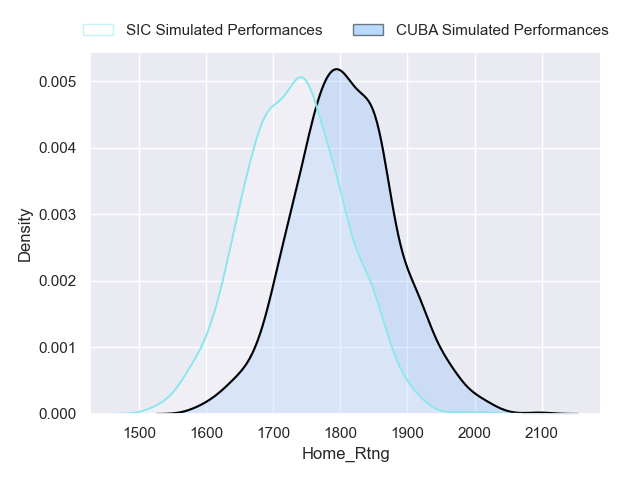 SIC Simulated Performances CUBA Simulated Performances
0.005
0.004
0.003
0.002
0.001
0.000
Density
1500 1600 1700 1800 1900 2000 2100
Home_Rtng